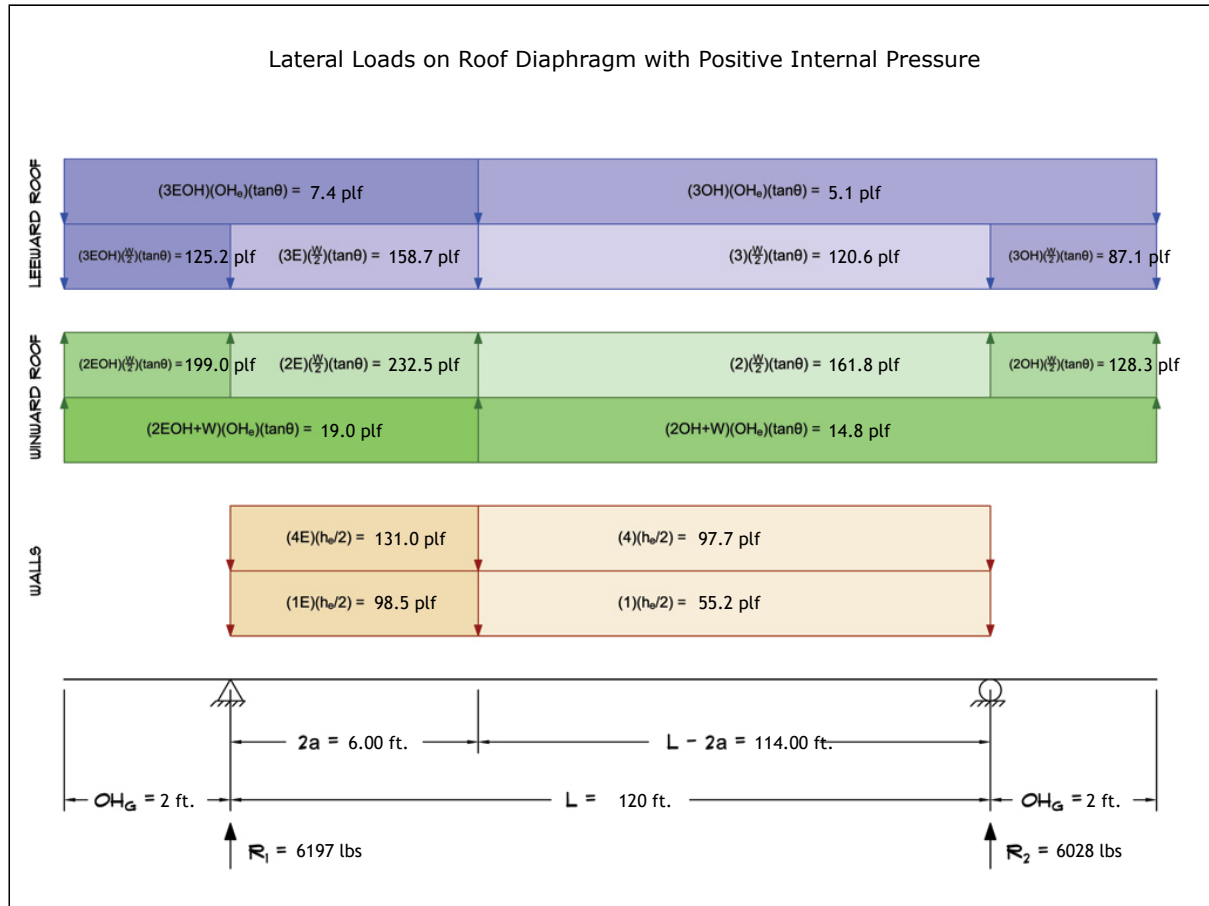 Lateral Loads on Roof Diaphragm with Positive Internal Pressure
LEEWARD ROOF
(3EOH)(OHₑ)(tanθ) = 7.4 plf
(3OH)(OHₑ)(tanθ) = 5.1 plf
(3EOH)(W/2)(tanθ) = 125.2 plf
(3E)(W/2)(tanθ) = 158.7 plf
(3)(W/2)(tanθ) = 120.6 plf
(3OH)(W/2)(tanθ) = 87.1 plf
WINWARD ROOF
(2EOH)(W/2)(tanθ) = 199.0 plf
(2E)(W/2)(tanθ) = 232.5 plf
(2)(W/2)(tanθ) = 161.8 plf
(2OH)(W/2)(tanθ) = 128.3 plf
(2EOH+W)(OHₑ)(tanθ) = 19.0 plf
(2OH+W)(OHₑ)(tanθ) = 14.8 plf
WALLS
(4E)(hₑ/2) = 131.0 plf
(4)(hₑ/2) = 97.7 plf
(1E)(hₑ/2) = 98.5 plf
(1)(hₑ/2) = 55.2 plf
2a = 6.00 ft.
L - 2a = 114.00 ft.
OH_G = 2 ft.
L = 120 ft.
OH_G = 2 ft.
R₁ = 6197 lbs
R₂ = 6028 lbs